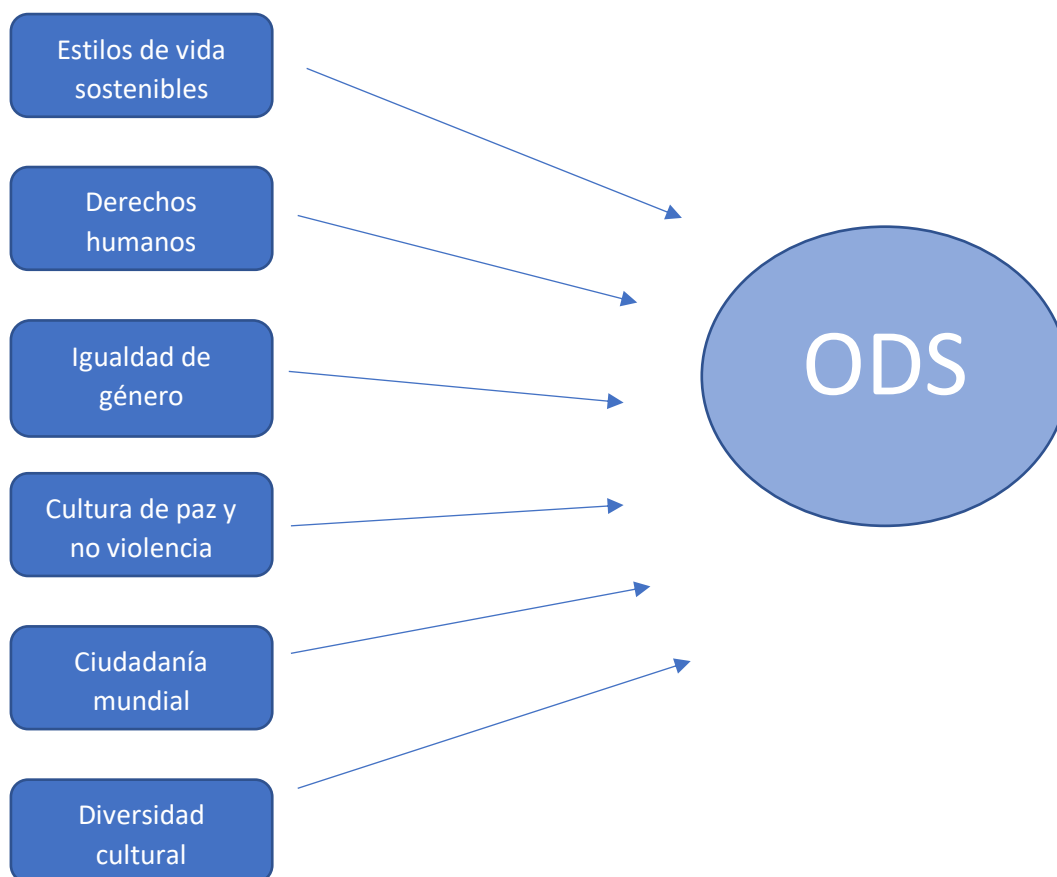 Estilos de vida
sostenibles
Derechos
humanos
Igualdad de
género
Cultura de paz y
no violencia
Ciudadanía
mundial
Diversidad
cultural
ODS